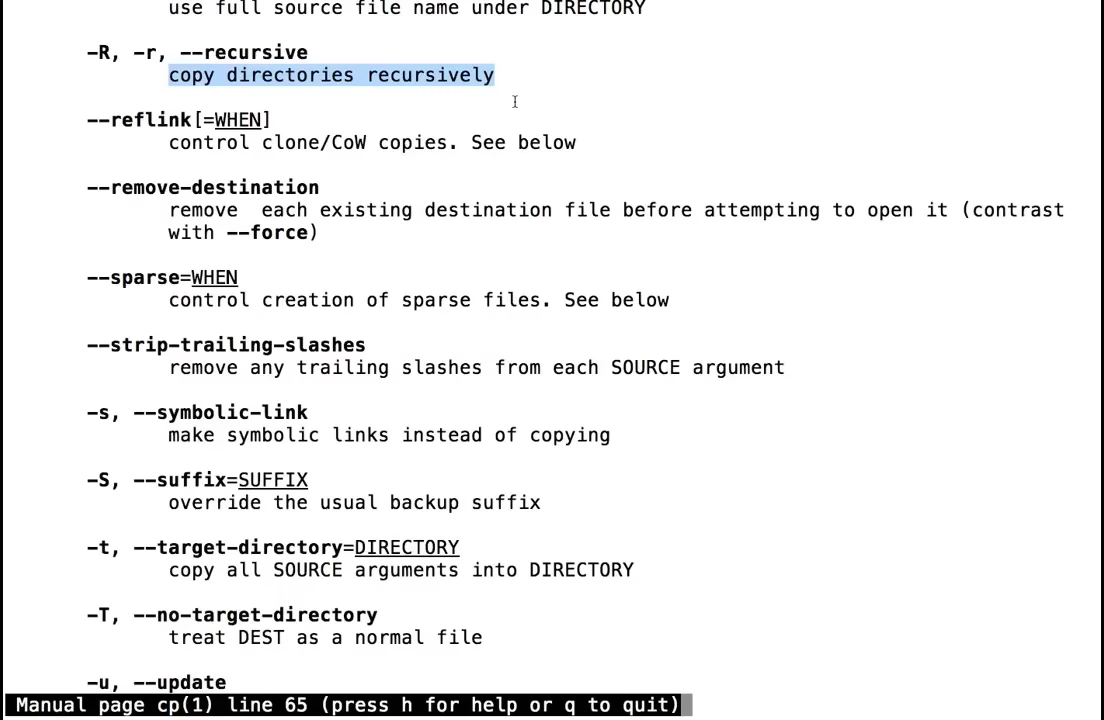 use full source file name under DIRECTORY
-R, -r, --recursive
copy directories recursively
--reflink[=WHEN]
control clone/CoW copies. See below
--remove-destination
remove  each existing destination file before attempting to open it (contrast
with --force)
--sparse=WHEN
control creation of sparse files. See below
--strip-trailing-slashes
remove any trailing slashes from each SOURCE argument
-s, --symbolic-link
make symbolic links instead of copying
-S, --suffix=SUFFIX
override the usual backup suffix
-t, --target-directory=DIRECTORY
copy all SOURCE arguments into DIRECTORY
-T, --no-target-directory
treat DEST as a normal file
-u, --update
Manual page cp(1) line 65 (press h for help or q to quit)